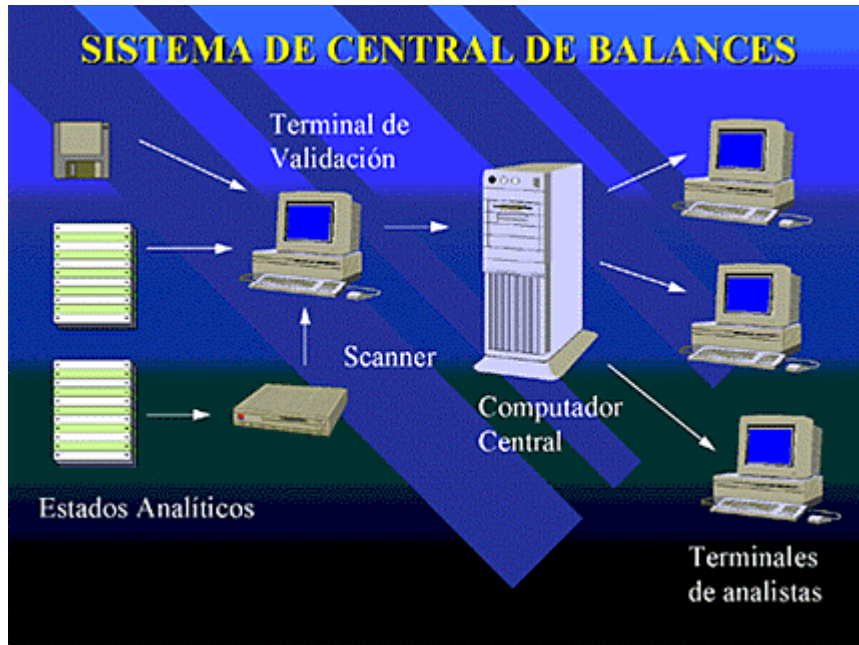 SISTEMA DE CENTRAL DE BALANCES
Terminal de
Validación
Scanner
Computador
Central
Estados Analíticos
Terminales
de analistas